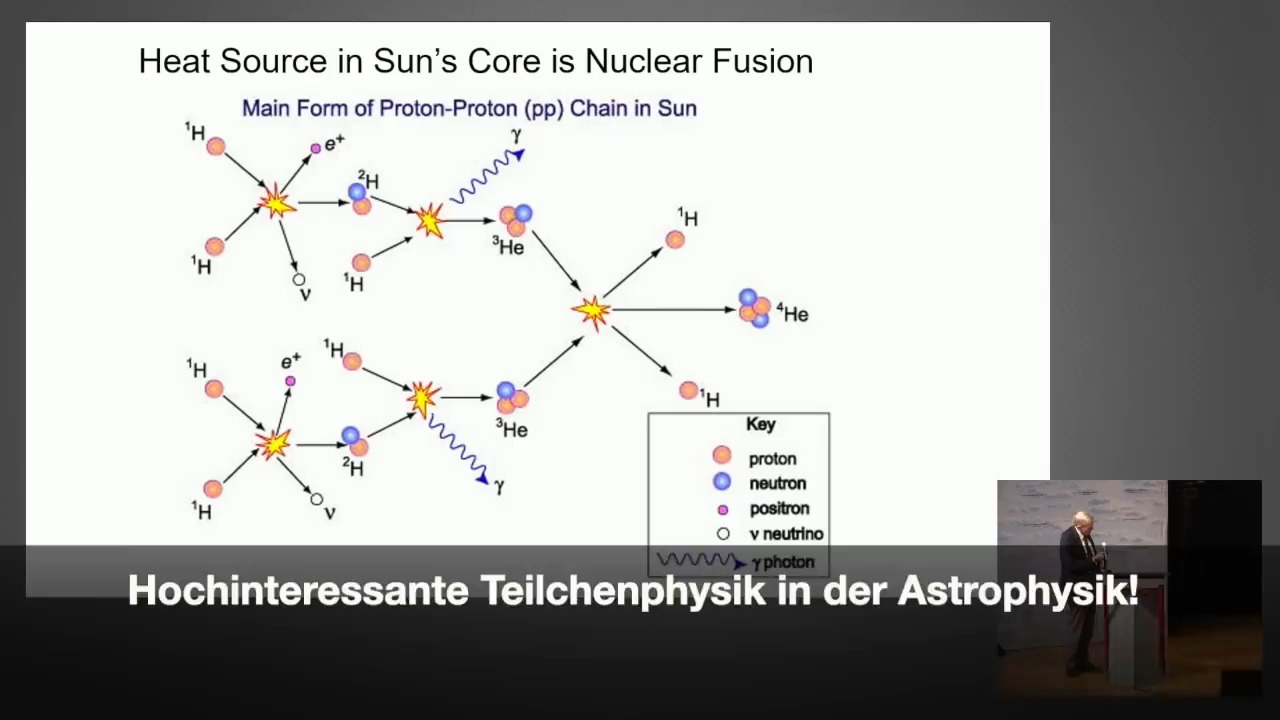 Heat Source in Sun's Core is Nuclear Fusion
Main Form of Proton-Proton (pp) Chain in Sun
¹H
e⁺
γ
²H
¹H
¹H
³He
¹H
ν
⁴He
¹H
¹H
e⁺
¹H
³He
²H
¹H
ν
γ
Key
proton
neutron
positron
ν neutrino
γ photon
Hochinteressante Teilchenphysik in der Astrophysik!